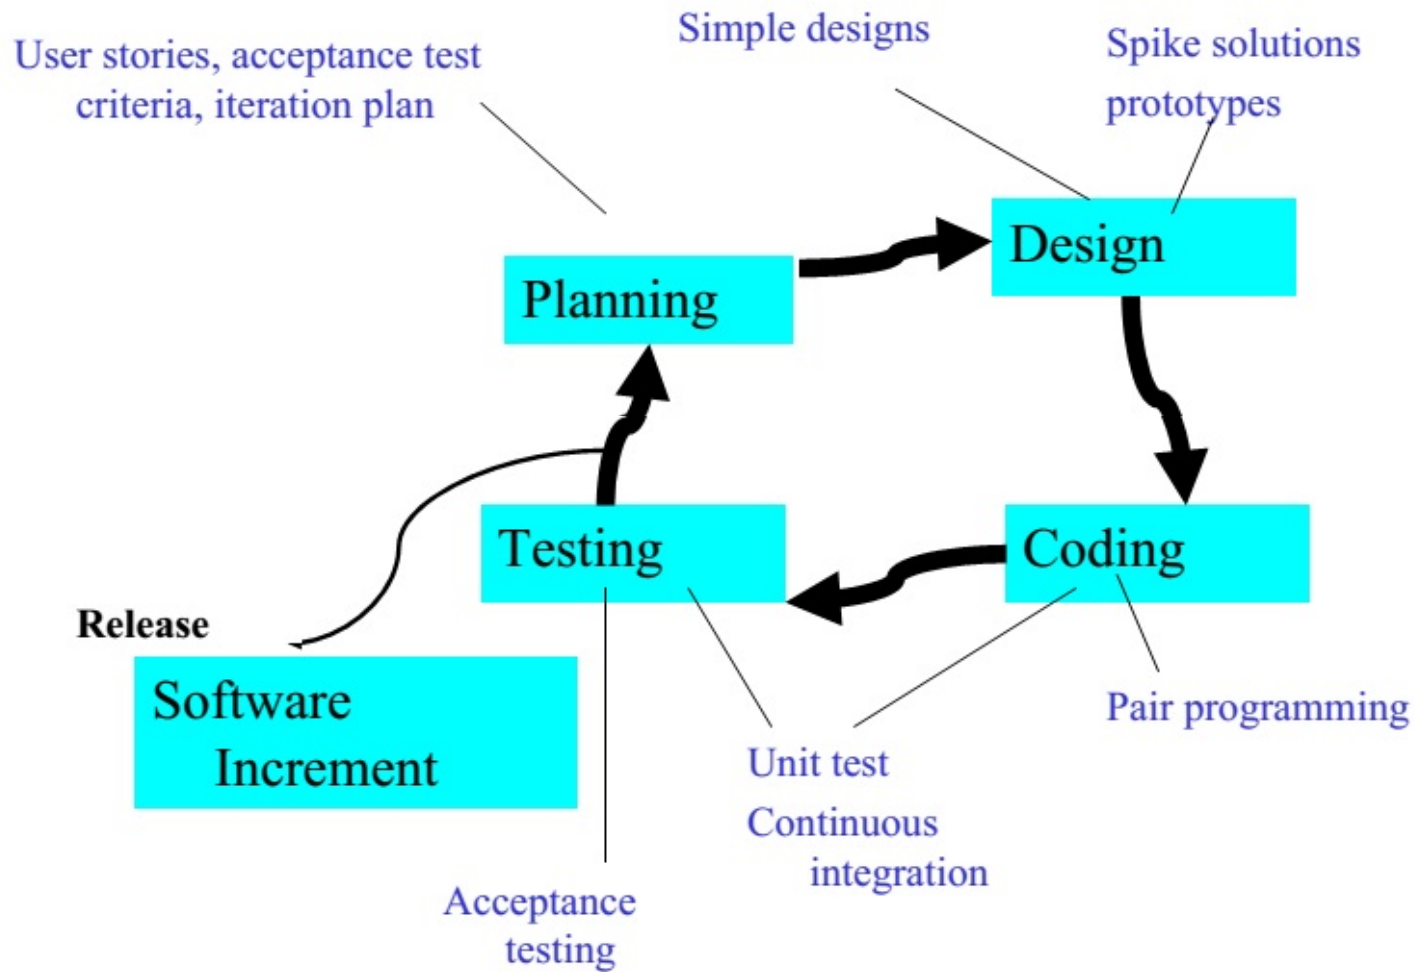 User stories, acceptance test
criteria, iteration plan
Simple designs
Spike solutions
prototypes
Planning
Design
Testing
Coding
Release
Software
Increment
Pair programming
Unit test
Continuous
integration
Acceptance
testing